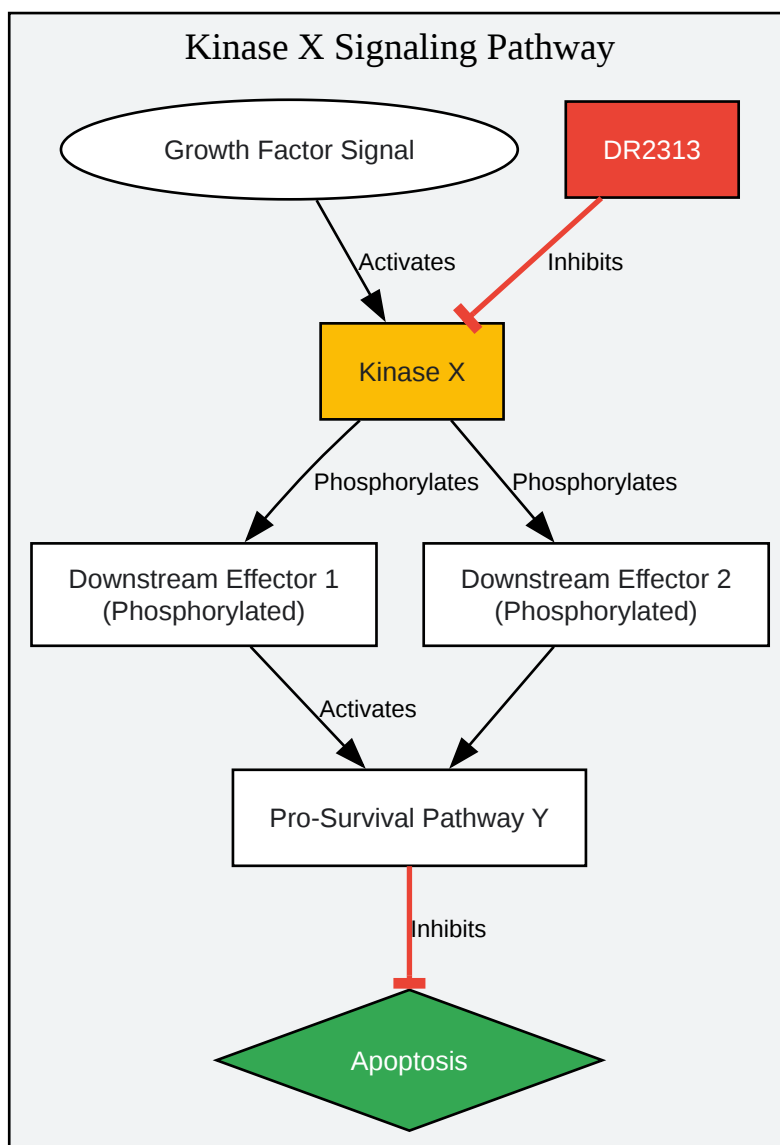 Kinase X Signaling Pathway
Growth Factor Signal
DR2313
Activates
Inhibits
Kinase X
Phosphorylates
Phosphorylates
Downstream Effector 1
(Phosphorylated)
Downstream Effector 2
(Phosphorylated)
Activates
Pro-Survival Pathway Y
Inhibits
Apoptosis